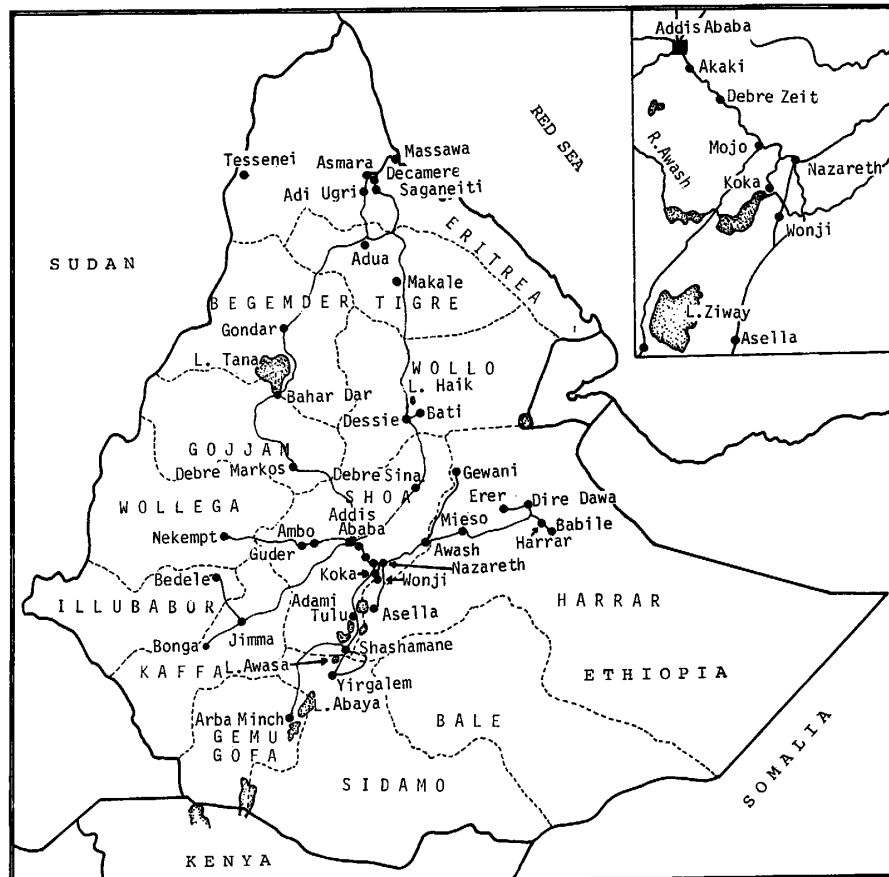 Addis Ababa
Akaki
Debre Zeit
R.Awash
Mojo
Nazareth
Koka
Wonji
L.Ziway
Asella
RED SEA
Massawa
Tessenei
Asmara
Decamere
Adi Ugri
Saganeiti
ERITREA
SUDAN
Adua
Makale
BEGEMDER
TIGRE
Gondar
L. Tana
WOLLO
L. Haik
Bahar Dar
Bati
Dessie
GOJJAM
Debre Markos
Debre Sina
Gewani
SHOA
Erer
Dire Dawa
WOLLEGA
Addis
Ababa
Mieso
Nekempt
Ambo
Babile
Guder
Awash
Harrar
Nazareth
Bedele
Koka
Wonji
ILLUBABOR
Adami
Tulu
Asella
HARRAR
Jimma
Bonga
Shashamane
KAFFA
L.Awasa
ETHIOPIA
Yirgalem
L.Abaya
Arba Minch
BALE
GEMU
GOFA
SOMALIA
SIDAMO
KENYA